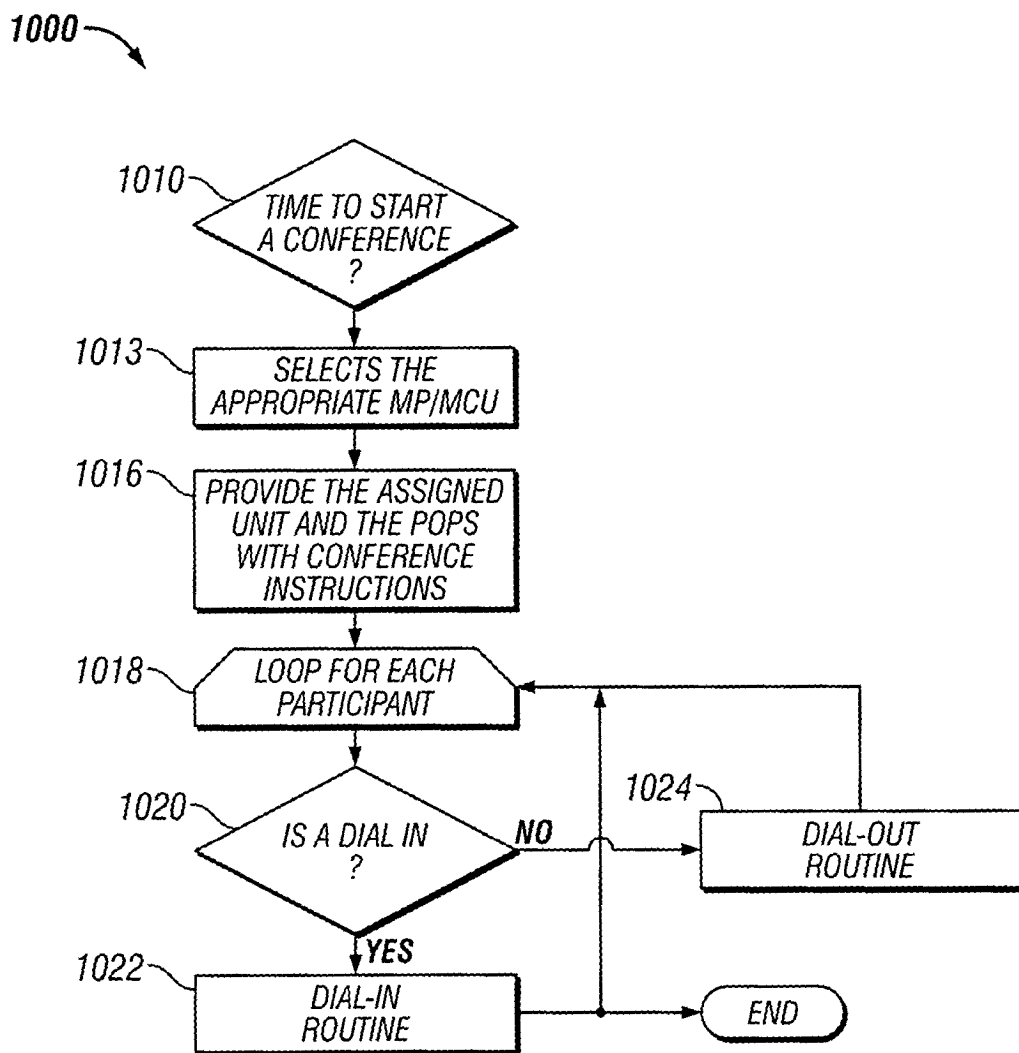 1000
1010
TIME TO START
A CONFERENCE
?
1013
SELECTS THE
APPROPRIATE MP/MCU
1016
PROVIDE THE ASSIGNED
UNIT AND THE POPS
WITH CONFERENCE
INSTRUCTIONS
1018
LOOP FOR EACH
PARTICIPANT
1020
IS A DIAL IN
?
NO
1024
DIAL-OUT
ROUTINE
YES
1022
DIAL-IN
ROUTINE
END